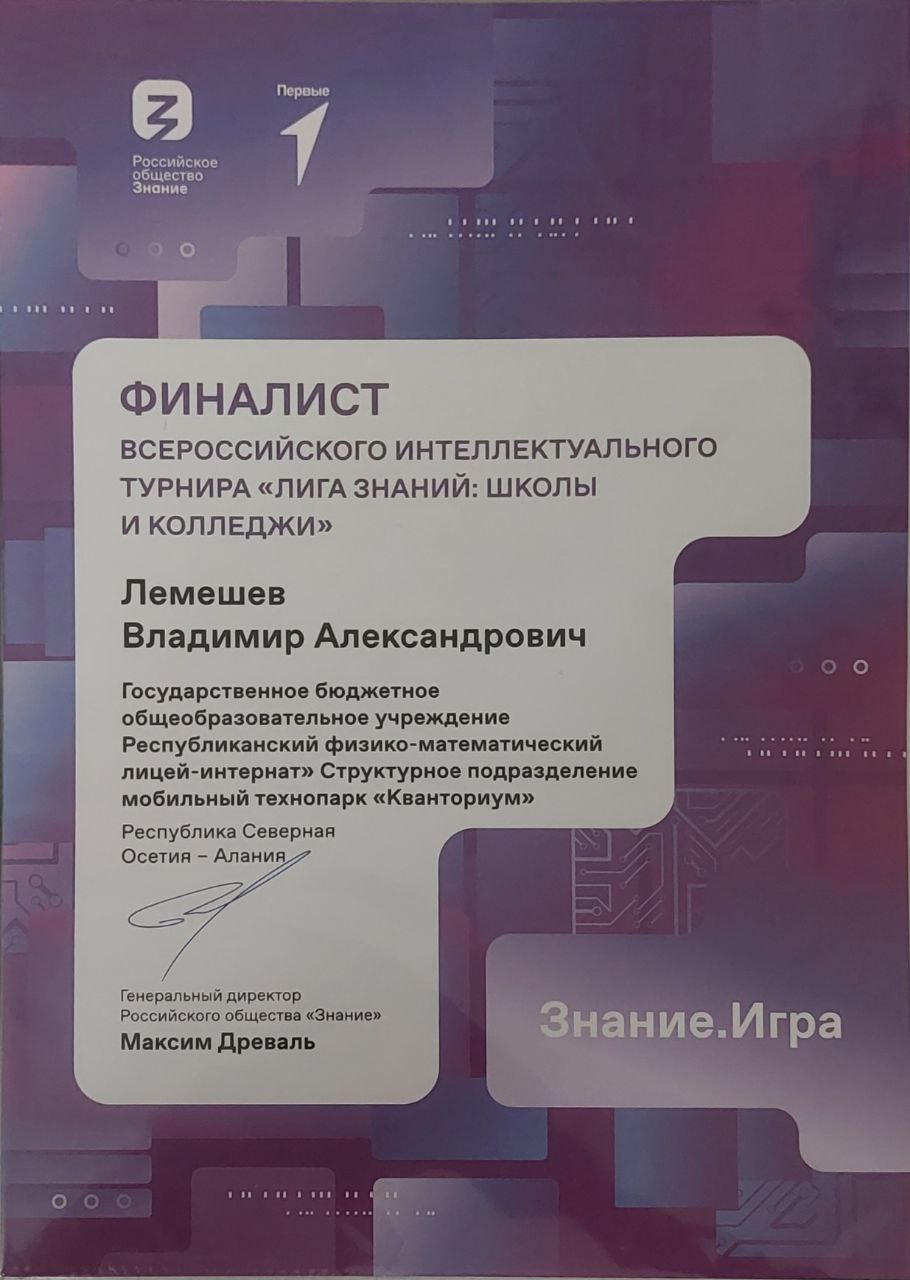 Российское
общество
Знание
Первые
ФИНАЛИСТ
ВСЕРОССИЙСКОГО ИНТЕЛЛЕКТУАЛЬНОГО
ТУРНИРА «ЛИГА ЗНАНИЙ: ШКОЛЫ
И КОЛЛЕДЖИ»
Лемешев
Владимир Александрович
Государственное бюджетное
общеобразовательное учреждение
Республиканский физико-математический
лицей-интернат» Структурное подразделение
мобильный технопарк «Кванториум»
Республика Северная
Осетия – Алания
Генеральный директор
Российского общества «Знание»
Максим Древаль
Знание.Игра